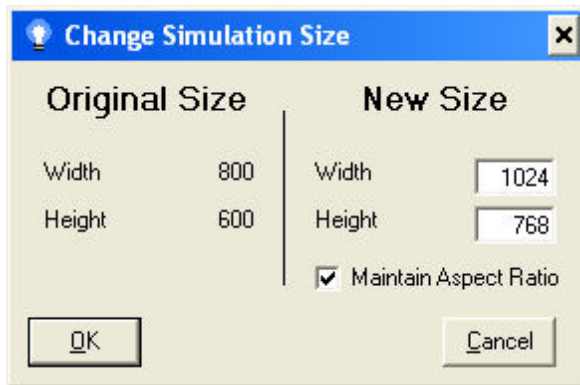 Change Simulation Size
Original Size
New Size
Width 800
Width 1024
Height 600
Height 768
Maintain Aspect Ratio
OK
Cancel